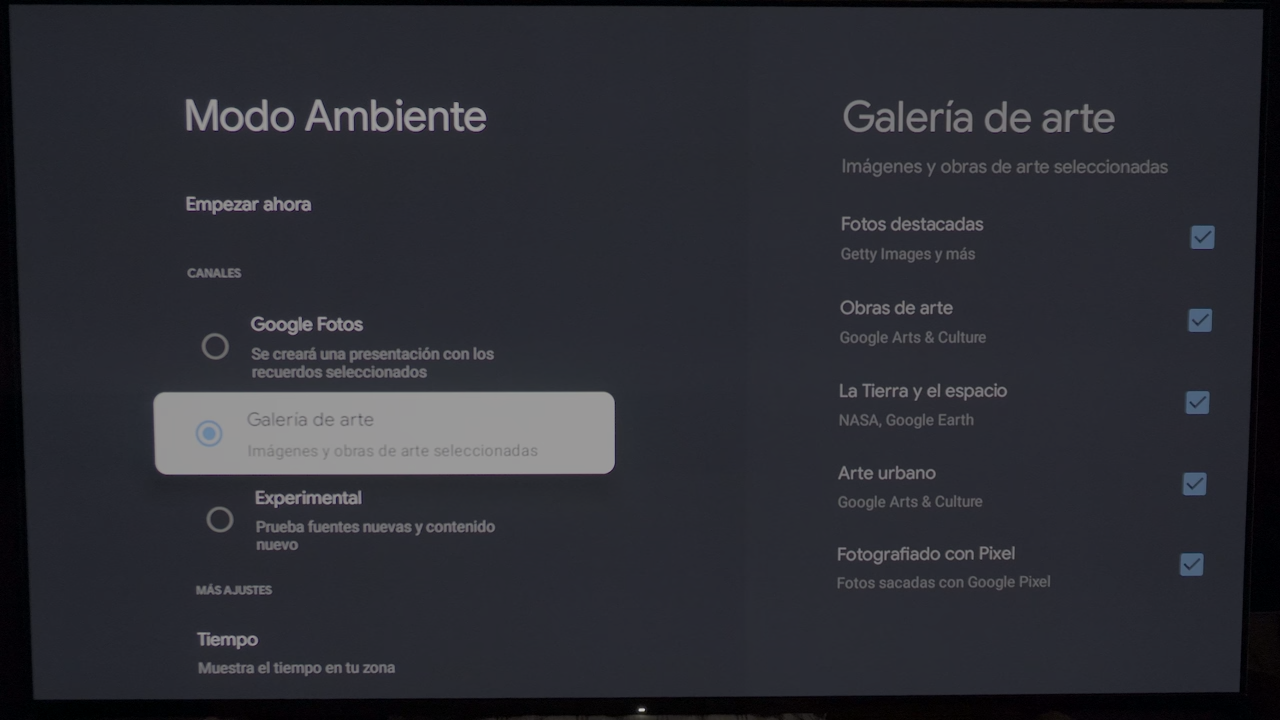 Modo Ambiente
Empezar ahora
CANALES
Google Fotos
Se creará una presentación con los
recuerdos seleccionados
Galería de arte
Imágenes y obras de arte seleccionadas
Experimental
Prueba fuentes nuevas y contenido
nuevo
MÁS AJUSTES
Tiempo
Muestra el tiempo en tu zona
Galería de arte
Imágenes y obras de arte seleccionadas
Fotos destacadas
Getty Images y más
Obras de arte
Google Arts & Culture
La Tierra y el espacio
NASA, Google Earth
Arte urbano
Google Arts & Culture
Fotografiado con Pixel
Fotos sacadas con Google Pixel